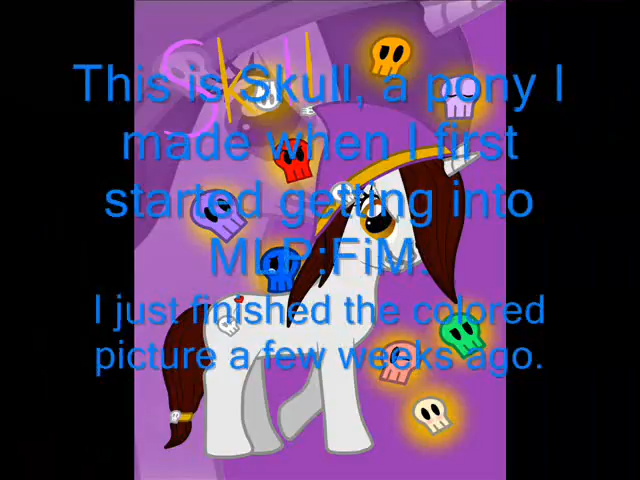 This is Skull, a pony I
made when I first
started getting into
MLP:FiM.
I just finished the colored
picture a few weeks ago.